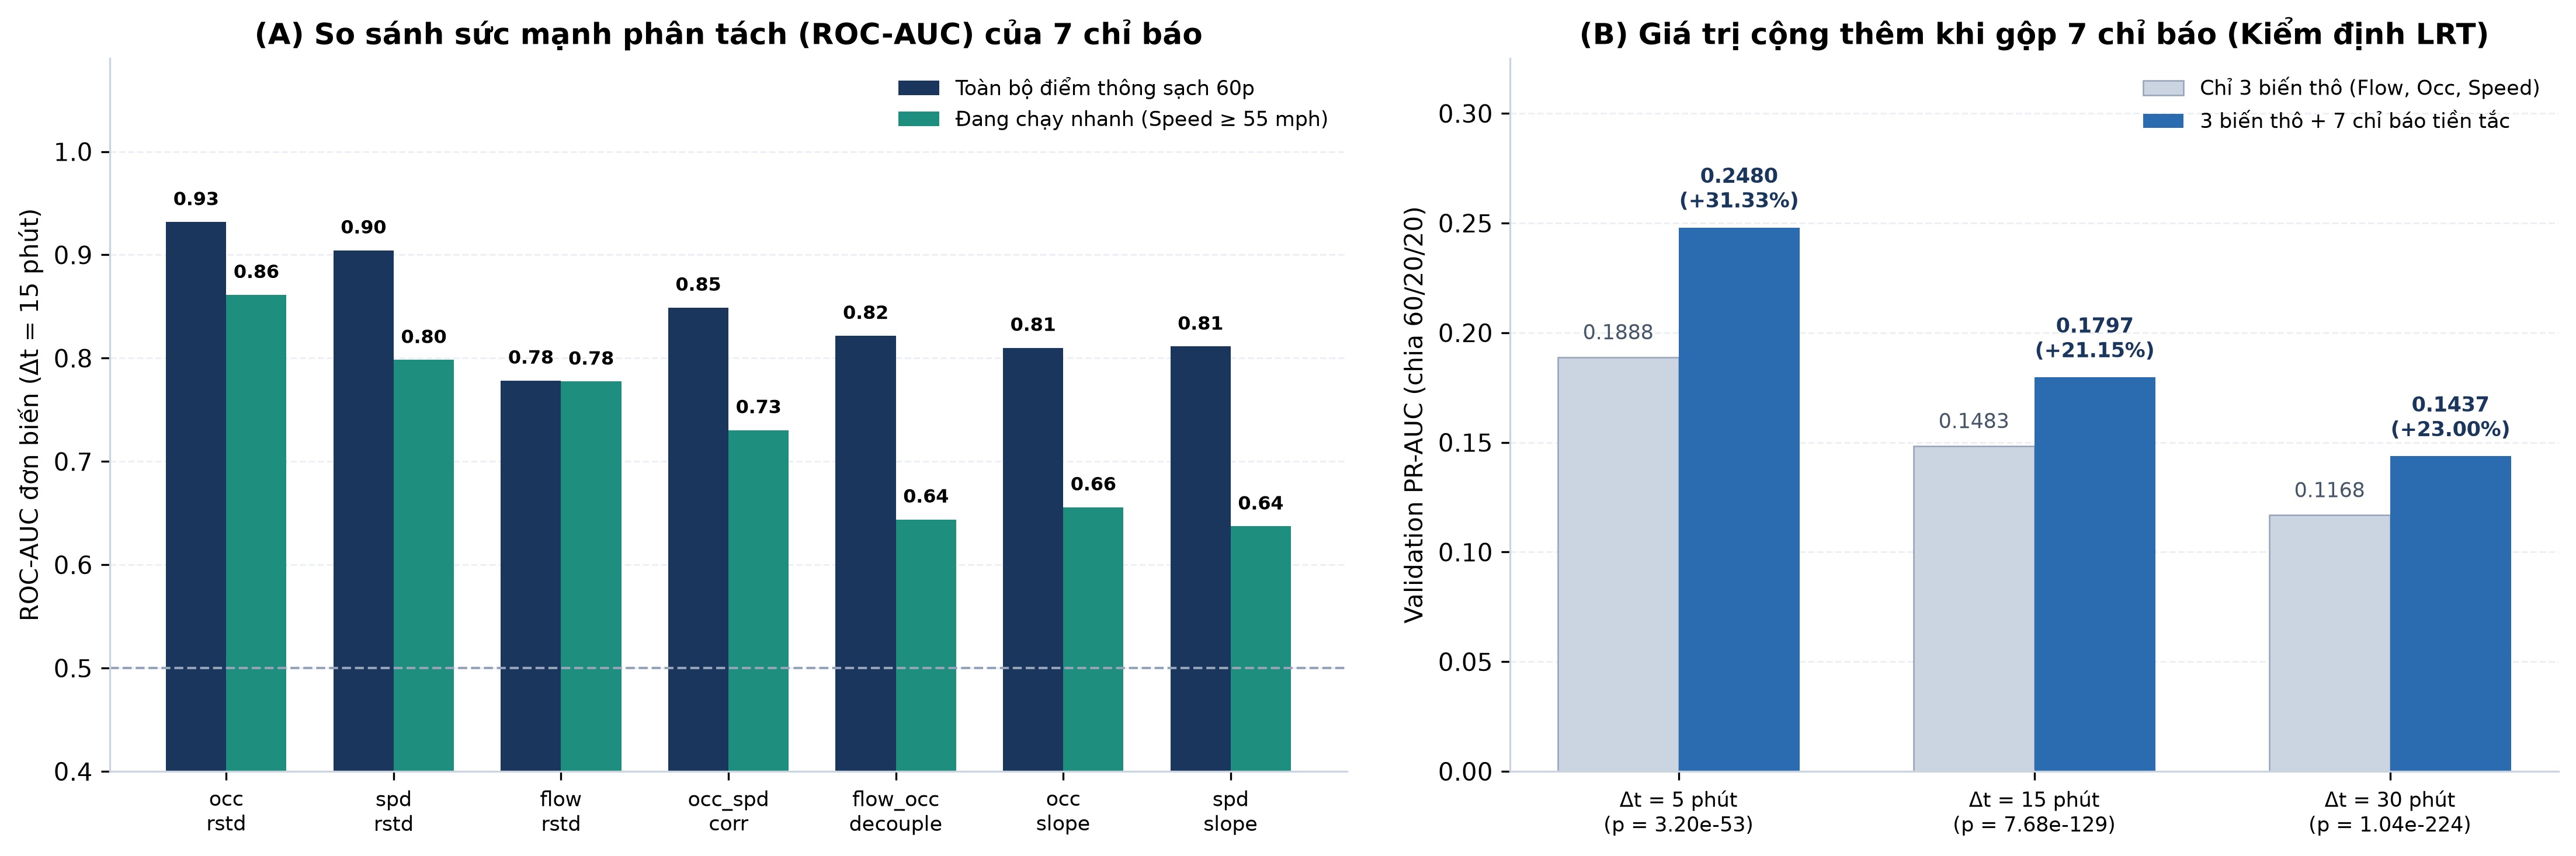 (A) So sánh sức mạnh phân tách (ROC-AUC) của 7 chỉ báo
Toàn bộ điểm thông sạch 60p
Đang chạy nhanh (Speed ≥ 55 mph)
ROC-AUC đơn biến (Δt = 15 phút)
1.0
0.9
0.8
0.7
0.6
0.5
0.4
0.93
0.86
0.90
0.80
0.78
0.78
0.85
0.73
0.82
0.64
0.81
0.66
0.81
0.64
occ
rstd
spd
rstd
flow
rstd
occ_spd
corr
flow_occ
decouple
occ
slope
spd
slope
(B) Giá trị cộng thêm khi gộp 7 chỉ báo (Kiểm định LRT)
Chỉ 3 biến thô (Flow, Occ, Speed)
3 biến thô + 7 chỉ báo tiền tắc
Validation PR-AUC (chia 60/20/20)
0.30
0.25
0.20
0.15
0.10
0.05
0.00
0.1888
0.2480
(+31.33%)
0.1483
0.1797
(+21.15%)
0.1168
0.1437
(+23.00%)
Δt = 5 phút
(p = 3.20e-53)
Δt = 15 phút
(p = 7.68e-129)
Δt = 30 phút
(p = 1.04e-224)